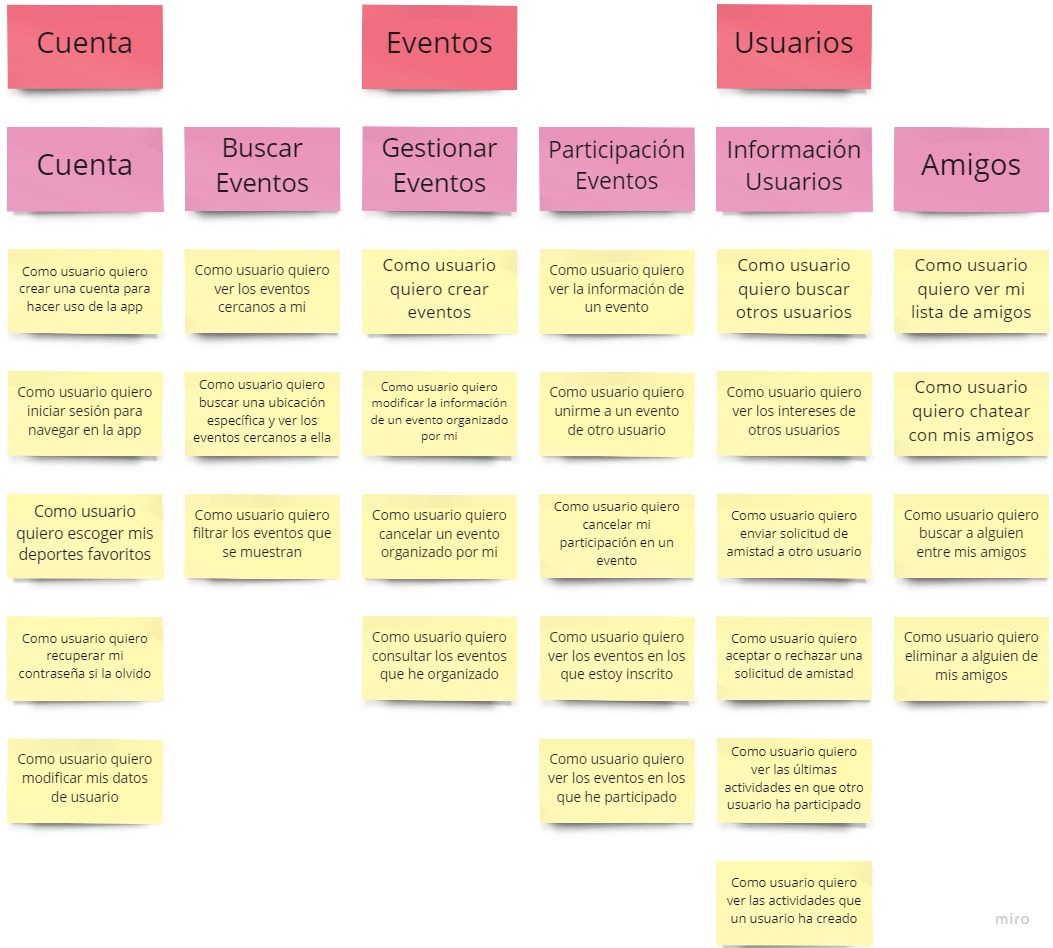 Cuenta
Eventos
Usuarios
Cuenta
Buscar
Eventos
Gestionar
Eventos
Participación
Eventos
Información
Usuarios
Amigos
Como usuario quiero
crear una cuenta para
hacer uso de la app
Como usuario quiero
ver los eventos
cercanos a mi
Como usuario
quiero crear
eventos
Como usuario quiero
ver la información de
un evento
Como usuario
quiero buscar
otros usuarios
Como usuario
quiero ver mi
lista de amigos
Como usuario quiero
iniciar sesión para
navegar en la app
Como usuario quiero
buscar una ubicación
específica y ver los
eventos cercanos a ella
Como usuario quiero
modificar la información
de un evento organizado
por mi
Como usuario quiero
unirme a un evento
de otro usuario
Como usuario quiero
ver los intereses de
otros usuarios
Como usuario
quiero chatear
con mis amigos
Como usuario
quiero escoger mis
deportes favoritos
Como usuario quiero
filtrar los eventos que
se muestran
Como usuario quiero
cancelar un evento
organizado por mi
Como usuario quiero
cancelar mi
participación en un
evento
Como usuario quiero
enviar solicitud de
amistad a otro usuario
Como usuario quiero
buscar a alguien
entre mis amigos
Como usuario quiero
recuperar mi
contraseña si la olvido
Como usuario quiero
consultar los eventos
que he organizado
Como usuario quiero
ver los eventos en los
que estoy inscrito
Como usuario quiero
aceptar o rechazar una
solicitud de amistad
Como usuario quiero
eliminar a alguien de
mis amigos
Como usuario quiero
modificar mis datos
de usuario
Como usuario quiero
ver los eventos en los
que he participado
Como usuario quiero
ver las últimas
actividades en que otro
usuario ha participado
Como usuario quiero
ver las actividades que
un usuario ha creado
miro